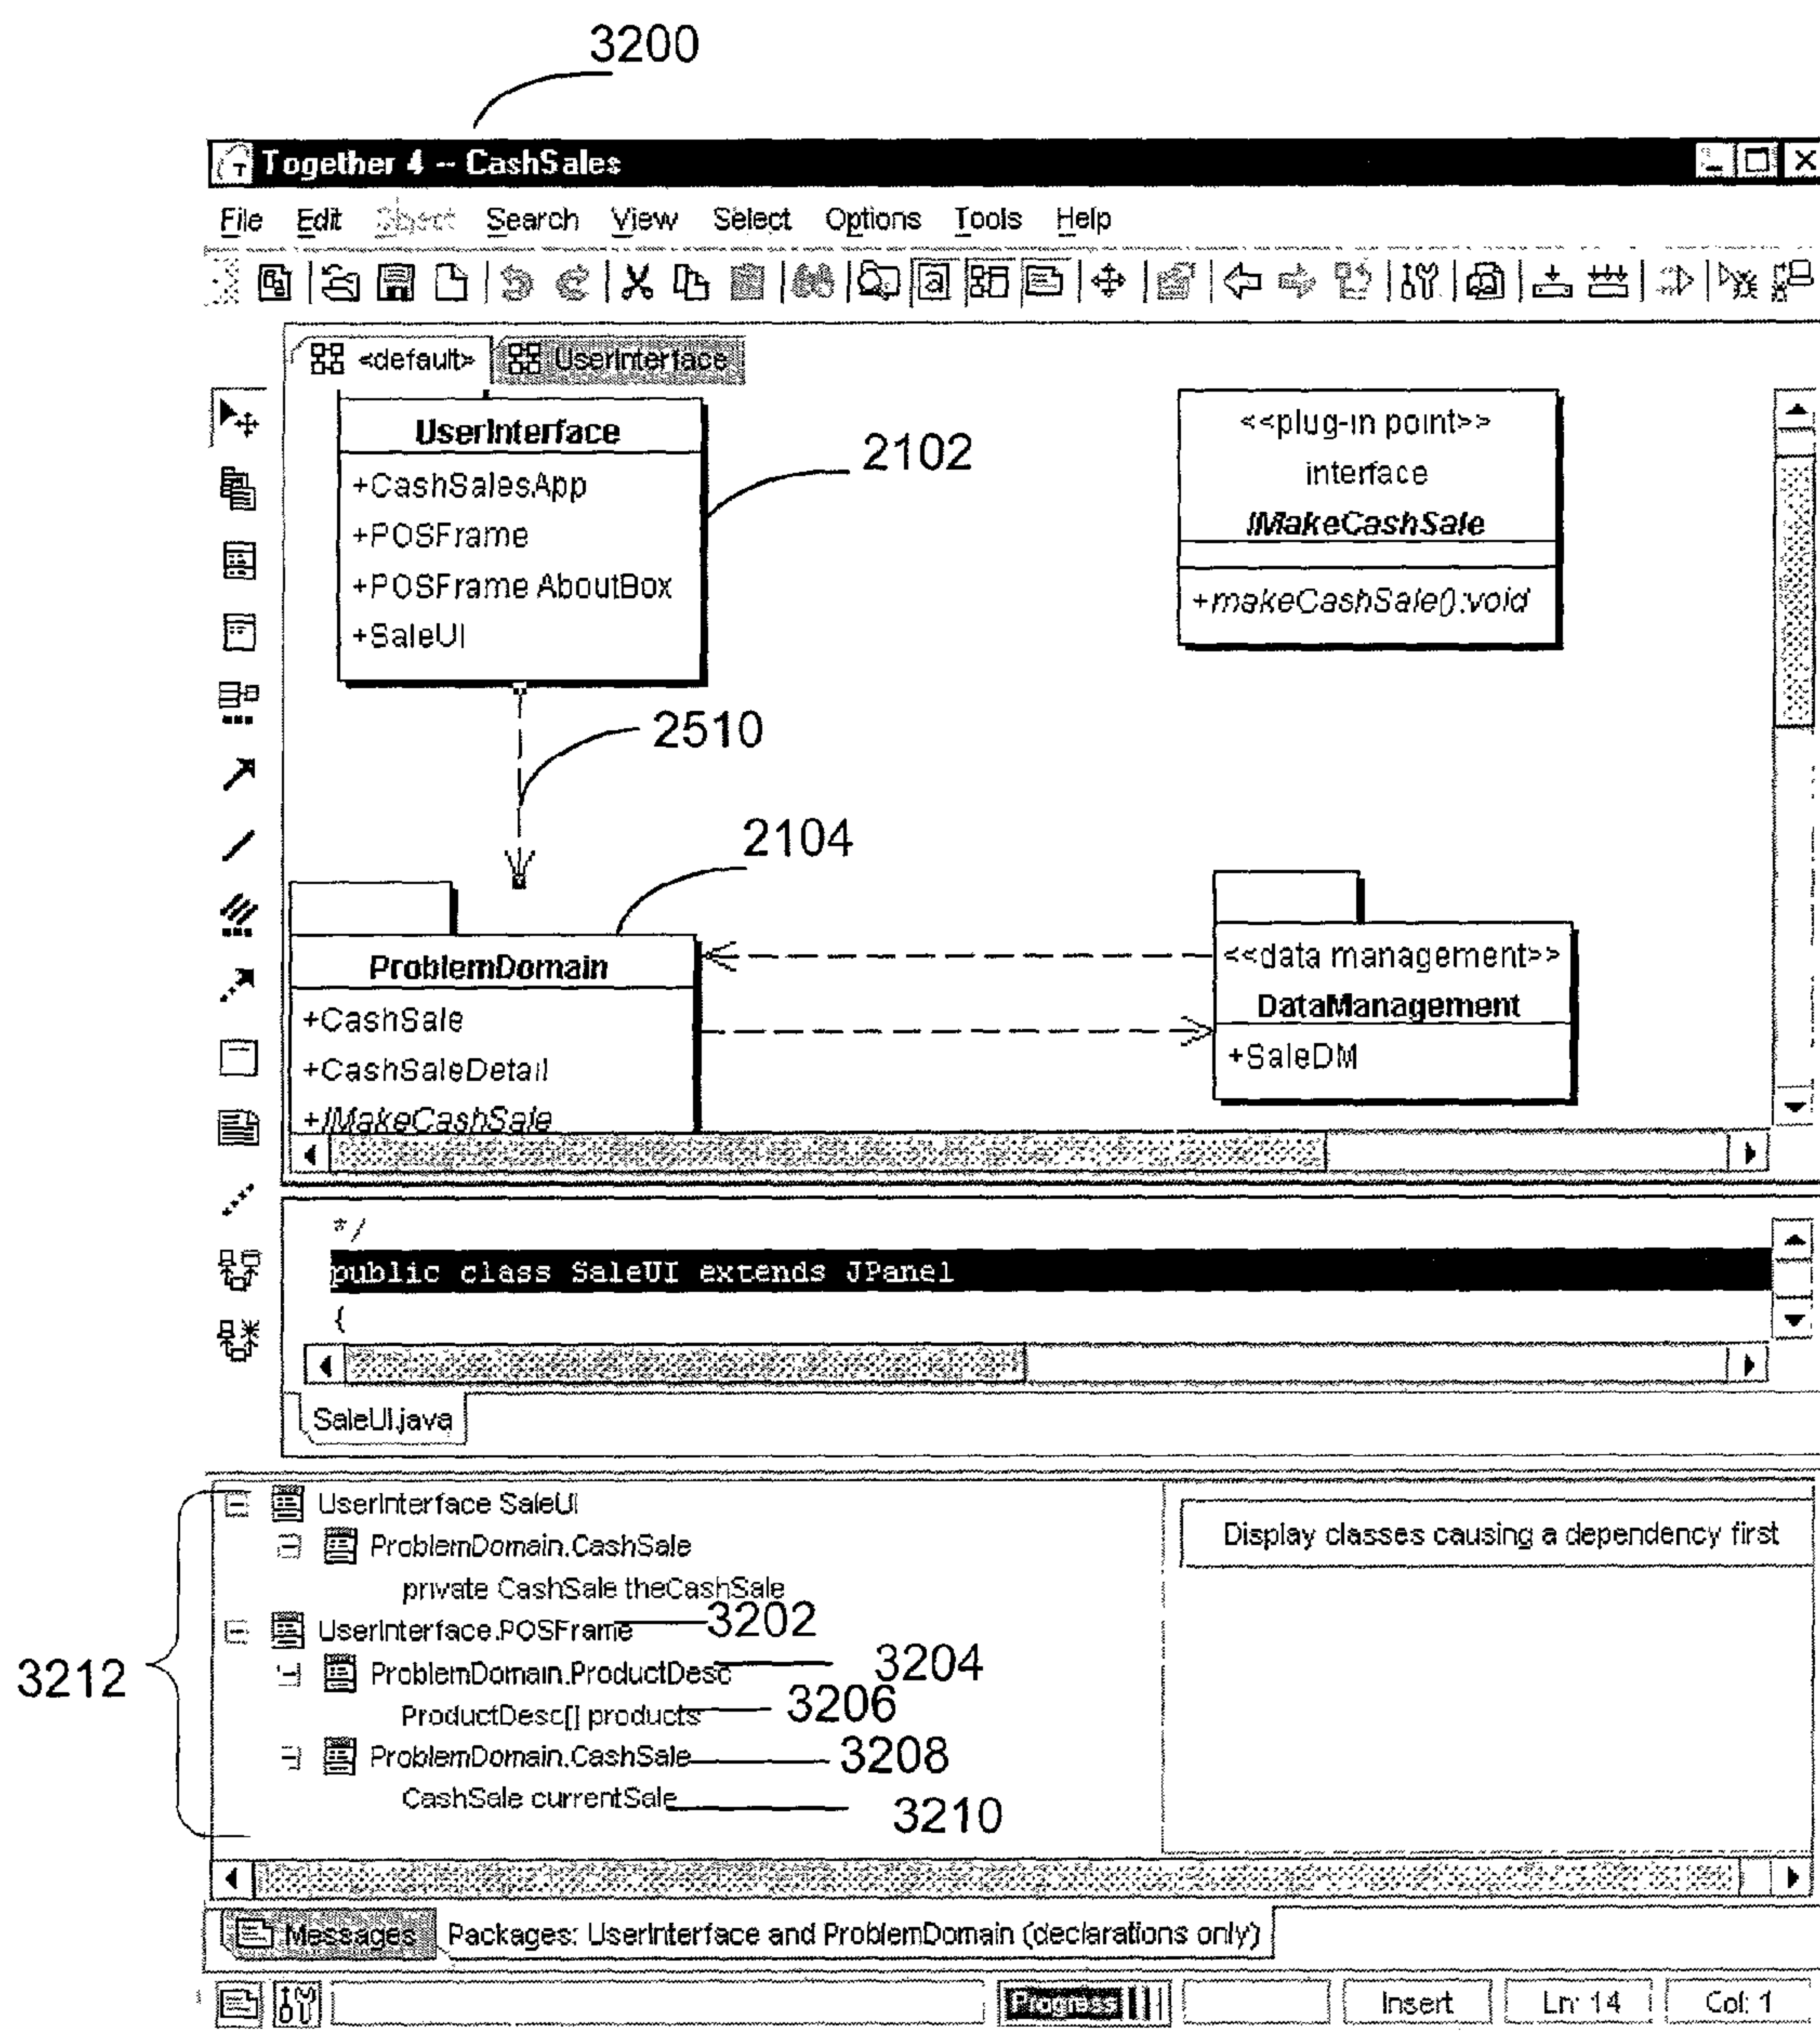 3200
Together 4 -- CashSales
File Edit Object Search View Select Options Tools Help
<default> UserInterface
UserInterface
+CashSalesApp
+POSFrame
+POSFrame AboutBox
+SaleUI
2102
<<plug-in point>>
interface
IMakeCashSale
+makeCashSale():void
2510
2104
ProblemDomain
+CashSale
+CashSaleDetail
+IMakeCashSale
<<data management>>
DataManagement
+SaleDM
*/
public class SaleUI extends JPanel
{
SaleUI.java
3212
UserInterface SaleUI
ProblemDomain.CashSale
private CashSale theCashSale
UserInterface.POSFrame 3202
ProblemDomain.ProductDesc 3204
ProductDesc[] products 3206
ProblemDomain.CashSale 3208
CashSale currentSale 3210
Display classes causing a dependency first
Messages Packages: UserInterface and ProblemDomain (declarations only)
Progress Insert Ln: 14 Col: 1